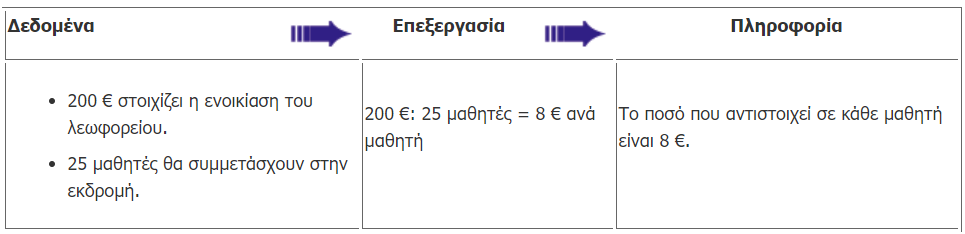 Δεδομένα
Επεξεργασία
Πληροφορία
• 200 € στοιχίζει η ενοικίαση του
λεωφορείου.
• 25 μαθητές θα συμμετάσχουν στην
εκδρομή.
200 €: 25 μαθητές = 8 € ανά
μαθητή
Το ποσό που αντιστοιχεί σε κάθε μαθητή
είναι 8 €.